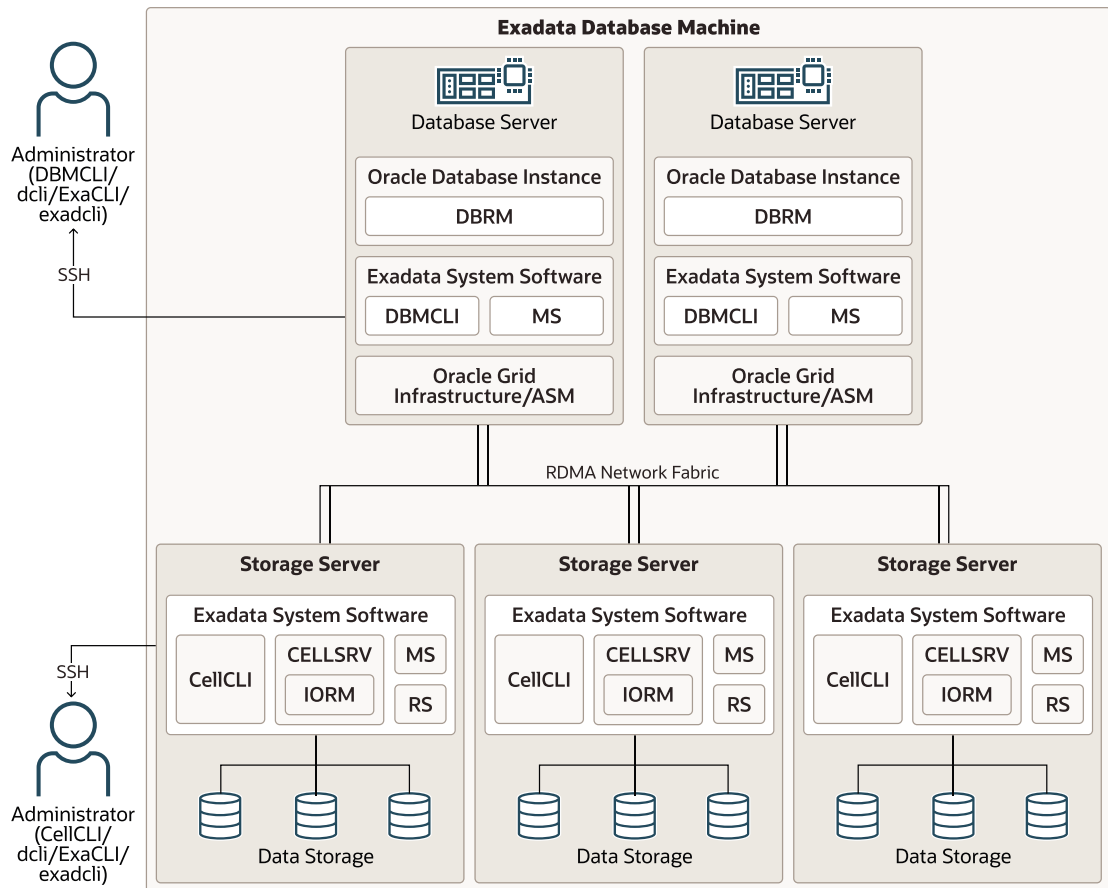 Exadata Database Machine
Administrator
(DBMCLI/
dcli/ExaCLI/
exadcli)
SSH
Database Server
Oracle Database Instance
DBRM
Exadata System Software
DBMCLI
MS
Oracle Grid
Infrastructure/ASM
Database Server
Oracle Database Instance
DBRM
Exadata System Software
DBMCLI
MS
Oracle Grid
Infrastructure/ASM
RDMA Network Fabric
SSH
Administrator
(CellCLI/
dcli/ExaCLI/
exadcli)
Storage Server
Exadata System Software
CellCLI
CELLSRV
IORM
MS
RS
Data Storage
Storage Server
Exadata System Software
CellCLI
CELLSRV
IORM
MS
RS
Data Storage
Storage Server
Exadata System Software
CellCLI
CELLSRV
IORM
MS
RS
Data Storage